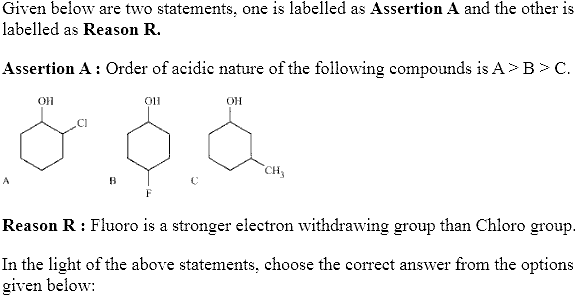 Given below are two statements, one is labelled as Assertion A and the other is
labelled as Reason R.
Assertion A : Order of acidic nature of the following compounds is A > B > C.
OH OH OH
Cl
CH3
A B C
F
Reason R : Fluoro is a stronger electron withdrawing group than Chloro group.
In the light of the above statements, choose the correct answer from the options
given below: